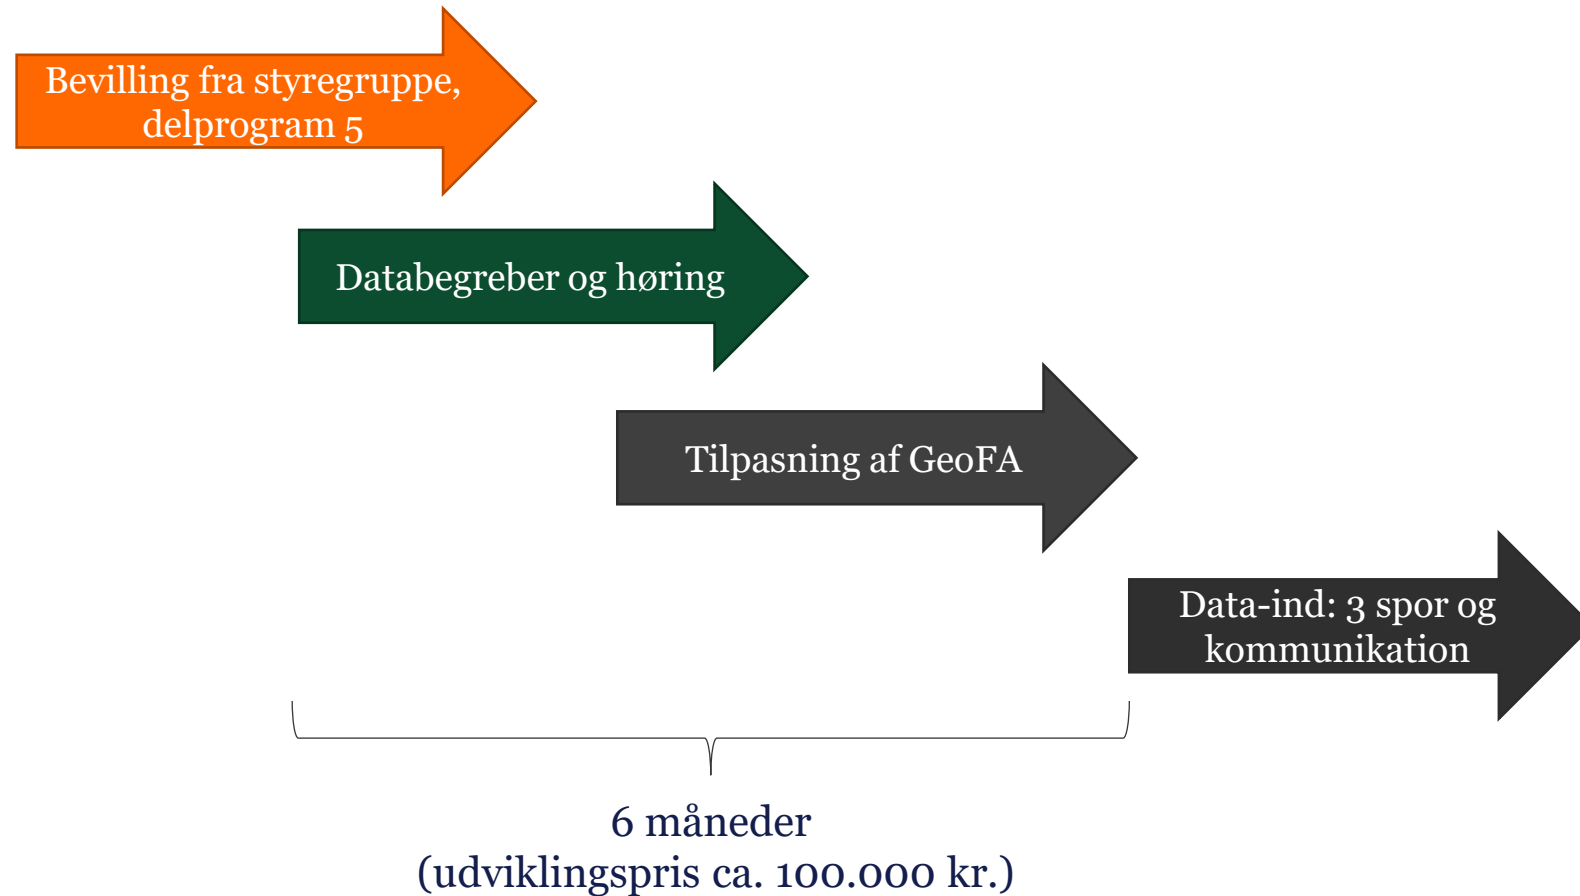 Bevilling fra styregruppe,
delprogram 5
Databegreber og høring
Tilpasning af GeoFA
Data-ind: 3 spor og
kommunikation
6 måneder
(udviklingspris ca. 100.000 kr.)